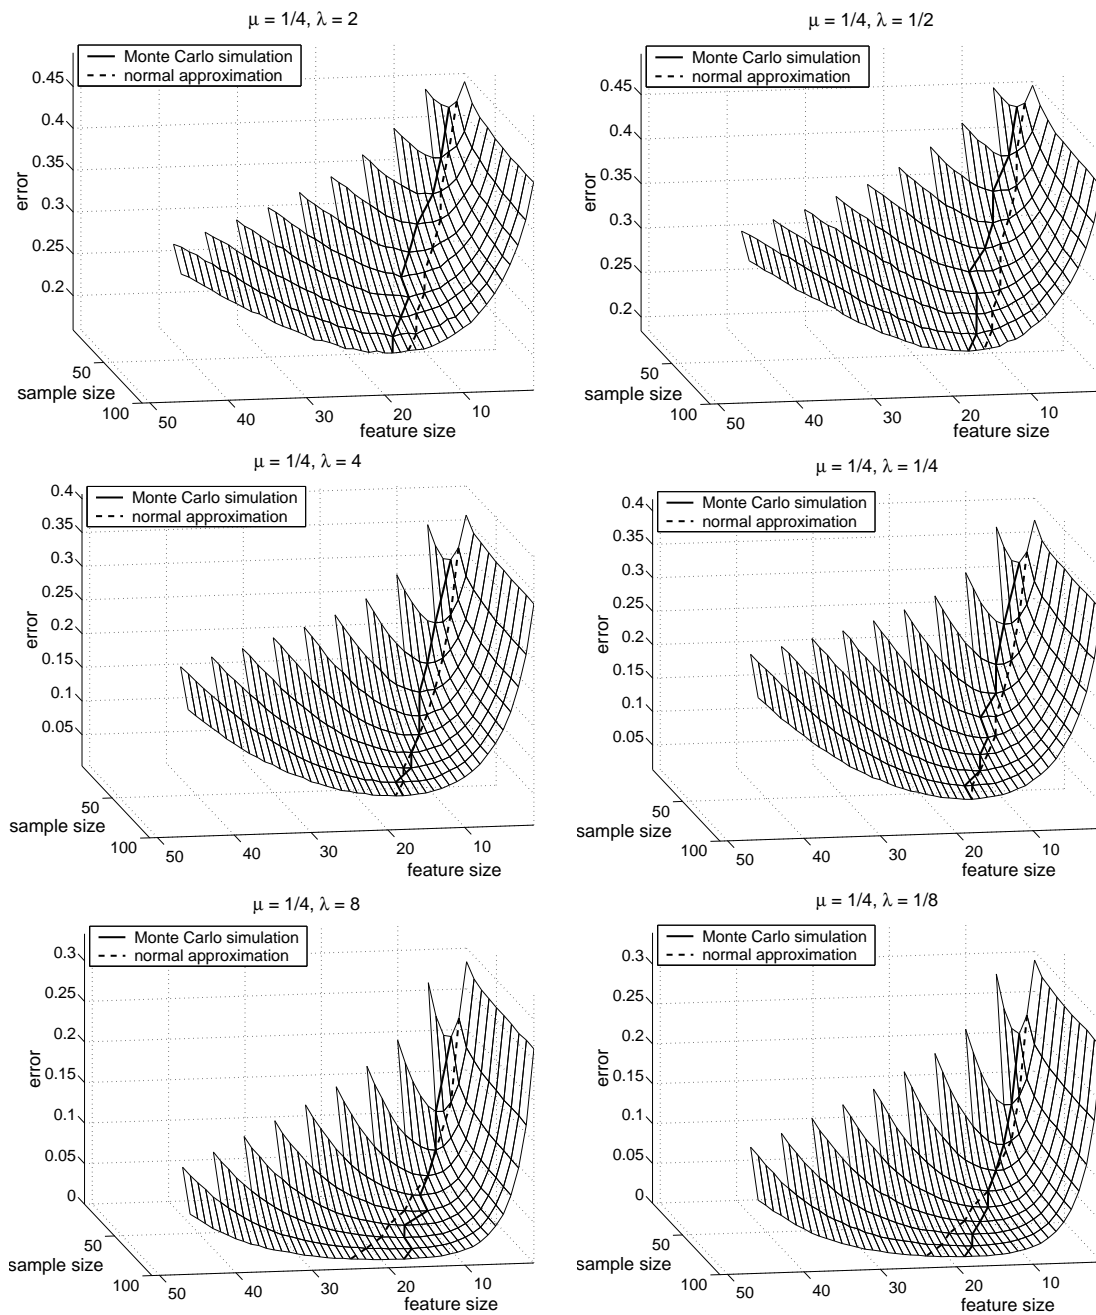 μ = 1/4, λ = 2
Monte Carlo simulation
normal approximation
0.45
0.4
0.35
0.3
0.25
0.2
error
50
100
sample size
50
40
30
20
10
feature size
μ = 1/4, λ = 1/2
Monte Carlo simulation
normal approximation
0.45
0.4
0.35
0.3
0.25
0.2
error
50
100
sample size
50
40
30
20
10
feature size
μ = 1/4, λ = 4
Monte Carlo simulation
normal approximation
0.4
0.35
0.3
0.25
0.2
0.15
0.1
0.05
error
50
100
sample size
50
40
30
20
10
feature size
μ = 1/4, λ = 1/4
Monte Carlo simulation
normal approximation
0.4
0.35
0.3
0.25
0.2
0.15
0.1
0.05
error
50
100
sample size
50
40
30
20
10
feature size
μ = 1/4, λ = 8
Monte Carlo simulation
normal approximation
0.3
0.25
0.2
0.15
0.1
0.05
0
error
50
100
sample size
50
40
30
20
10
feature size
μ = 1/4, λ = 1/8
Monte Carlo simulation
normal approximation
0.3
0.25
0.2
0.15
0.1
0.05
0
error
50
100
sample size
50
40
30
20
10
feature size